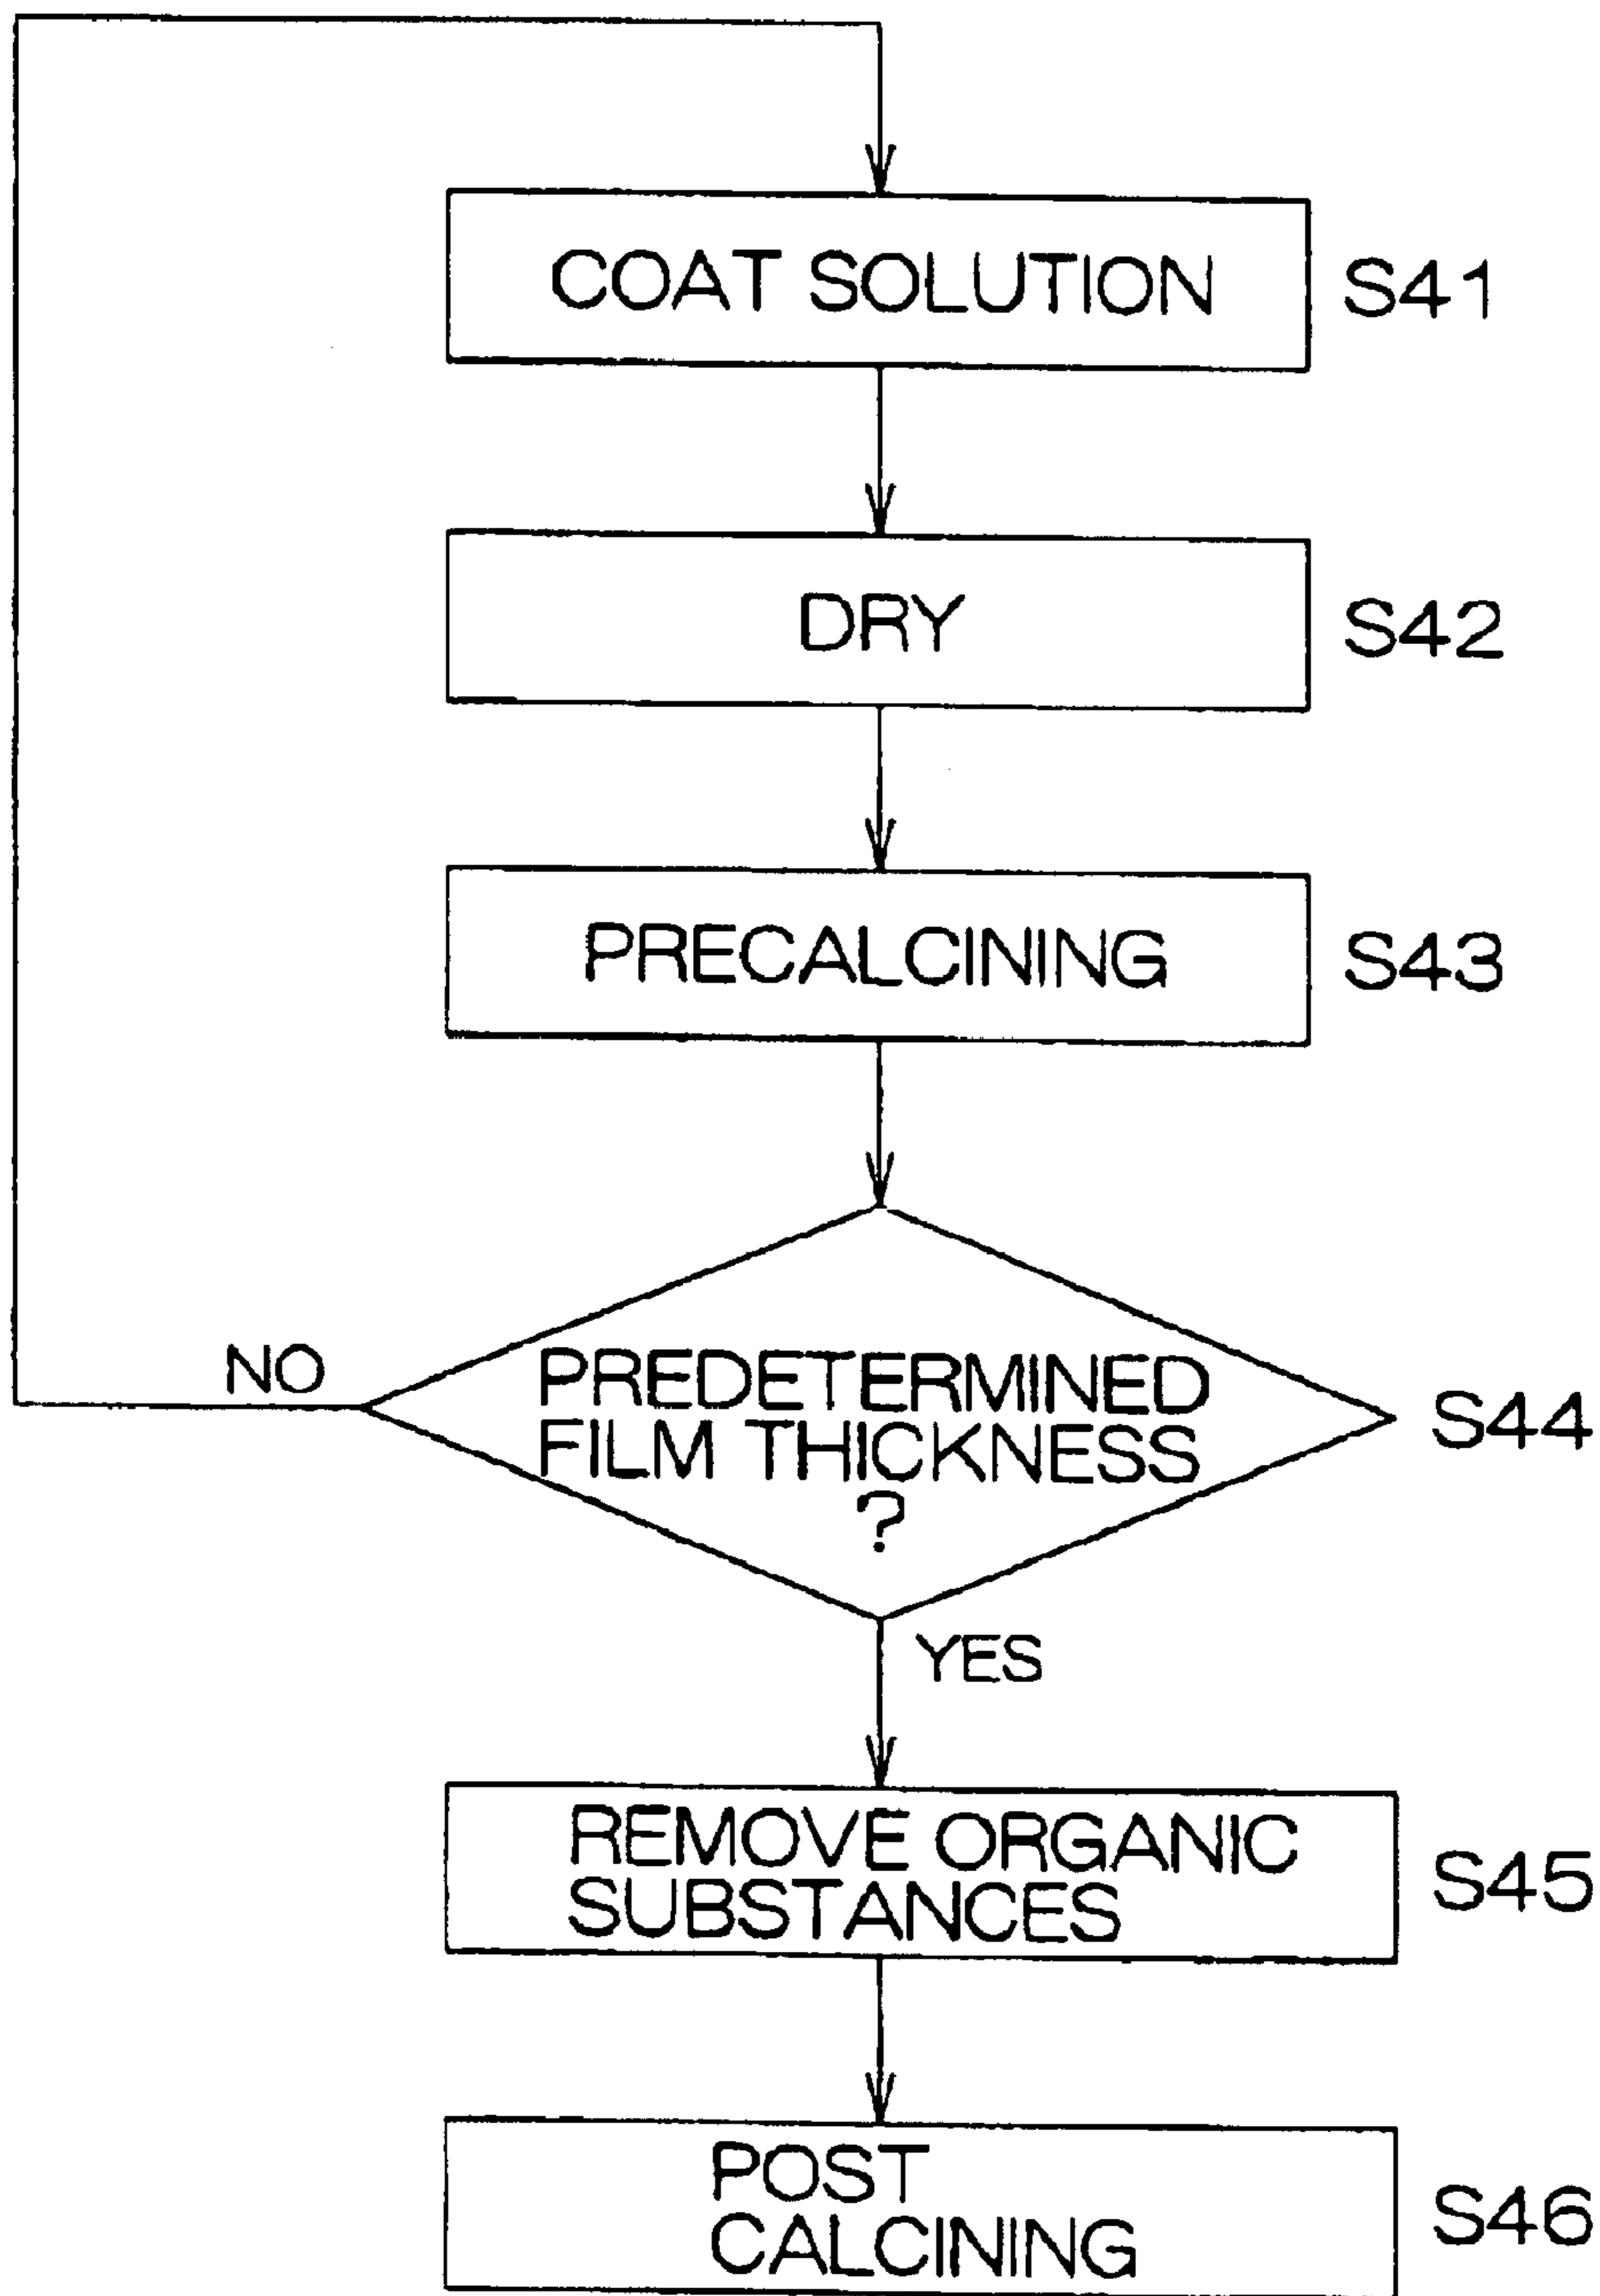 COAT SOLUTION S41
DRY S42
PRECALCINING S43
NO
PREDETERMINED
FILM THICKNESS
?
S44
YES
REMOVE ORGANIC
SUBSTANCES
S45
POST
CALCINING
S46